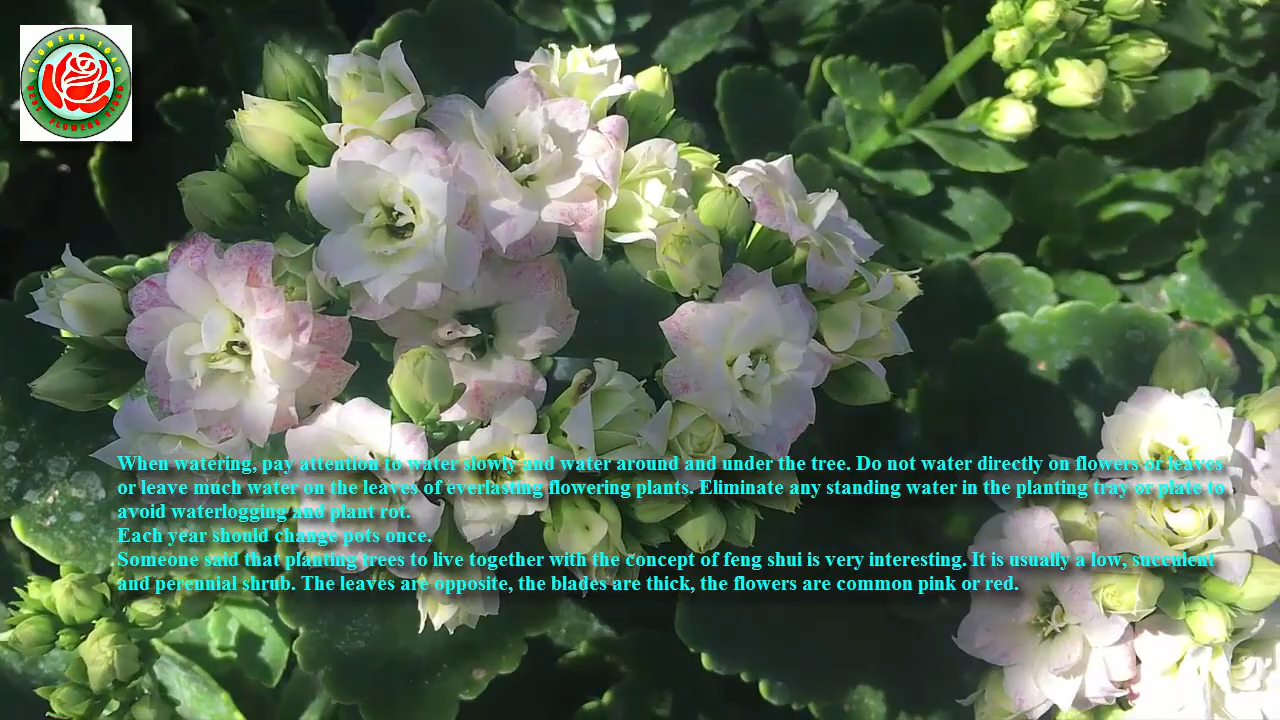 FLOWERS TOAD
BEST FLOWERS TOAD
When watering, pay attention to water slowly and water around and under the tree. Do not water directly on flowers or leaves
or leave much water on the leaves of everlasting flowering plants. Eliminate any standing water in the planting tray or plate to
avoid waterlogging and plant rot.
Each year should change pots once.
Someone said that planting trees to live together with the concept of feng shui is very interesting. It is usually a low, succulent
and perennial shrub. The leaves are opposite, the blades are thick, the flowers are common pink or red.